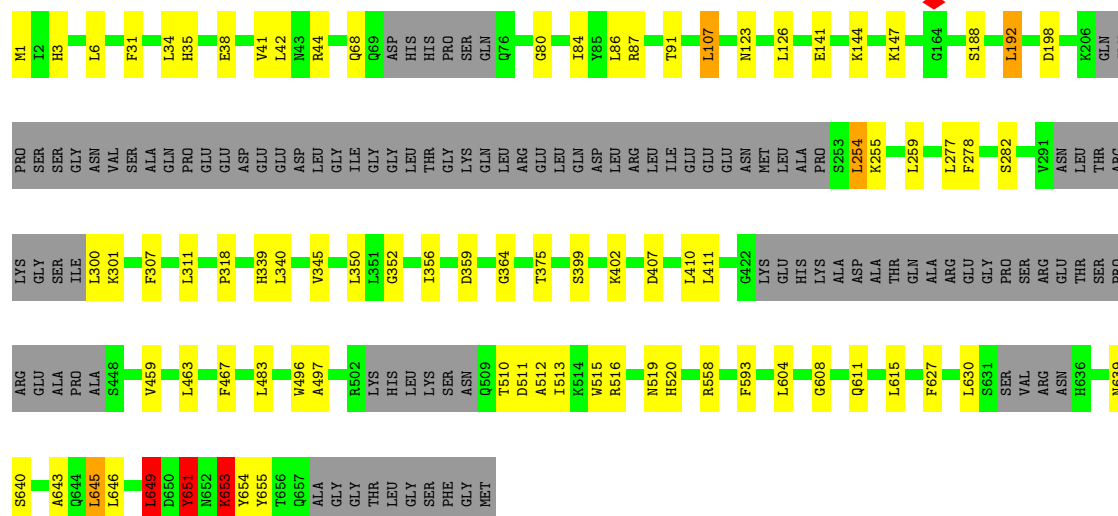 M1 I2 H3 L6 F31 L34 H35 E38 V41 L42 N43 R44 Q68 Q69 ASP HIS HIS PRO SER GLN Q76 G80 I84 Y85 L86 R87 T91 L107 N123 L126 E141 K144 K147 G164 S188 L192 D198 K206 GLN
PRO SER SER GLY ASN VAL SER ALA GLN PRO GLU GLU ASP GLU GLU ASP LEU GLY ILE GLY GLY LEU THR GLY LYS GLN LEU ARG GLU LEU GLN ASP LEU ARG LEU ILE GLU GLU GLU ASN MET LEU ALA PRO S253 L254 K255 L259 L277 F278 S282 V291 ASN LEU THR ARG
LYS GLY SER ILE L300 K301 F307 L311 P318 H339 L340 V345 L350 L351 G352 I356 D359 G364 T375 S399 K402 D407 L410 L411 G422 LYS GLU HIS LYS ALA ASP ALA THR GLN ALA ARG GLU GLY PRO SER ARG GLU THR SER PRO
ARG GLU ALA PRO ALA S448 V459 L463 F467 L483 W496 A497 R502 LYS HIS LEU LYS SER ASN Q509 T510 D511 A512 I513 K514 W515 R516 N519 H520 R558 F593 L604 G608 Q611 L615 F627 L630 S631 SER VAL ARG ASN H636 N639
S640 A643 Q644 L645 L646 L649 D650 Y651 N652 K653 Y654 Y655 T656 Q657 ALA GLY GLY THR LEU GLY SER PHE GLY MET